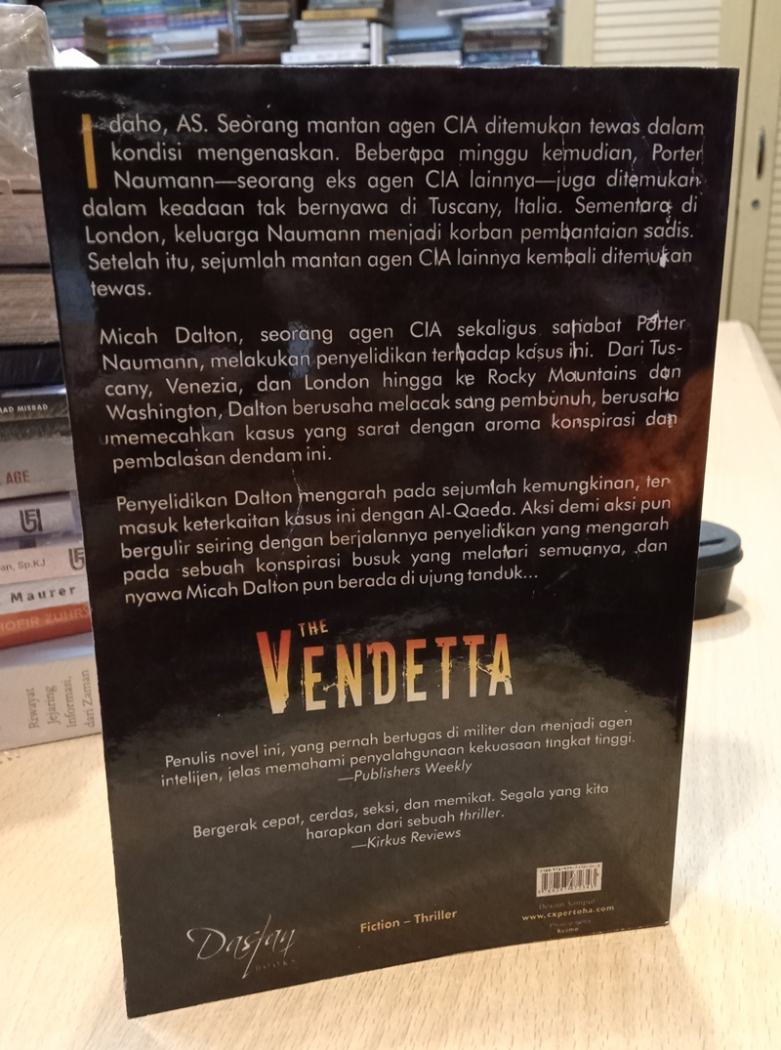 Idaho, AS. Seorang mantan agen CIA ditemukan tewas dalam
kondisi mengenaskan. Beberapa minggu kemudian, Porter
Naumann—seorang eks agen CIA lainnya—juga ditemukan
dalam keadaan tak bernyawa di Tuscany, Italia. Sementara di
London, keluarga Naumann menjadi korban pembantaian sadis.
Setelah itu, sejumlah mantan agen CIA lainnya kembali ditemukan
tewas.
Micah Dalton, seorang agen CIA sekaligus sahabat Porter
Naumann, melakukan penyelidikan terhadap kasus ini. Dari Tus-
cany, Venezia, dan London hingga ke Rocky Mountains dan
Washington, Dalton berusaha melacak sang pembunuh, berusaha
memecahkan kasus yang sarat dengan aroma konspirasi dan
pembalasan dendam ini.
Penyelidikan Dalton mengarah pada sejumlah kemungkinan, ter
masuk keterkaitan kasus ini dengan Al-Qaeda. Aksi demi aksi pun
bergulir seiring dengan berjalannya penyelidikan yang mengarah
pada sebuah konspirasi busuk yang melatari semuanya, dan
nyawa Micah Dalton pun berada di ujung tanduk...
THE
VENDETTA
Penulis novel ini, yang pernah bertugas di militer dan menjadi agen
intelijen, jelas memahami penyalahgunaan kekuasaan tingkat tinggi.
—Publishers Weekly
Bergerak cepat, cerdas, seksi, dan memikat. Segala yang kita
harapkan dari sebuah thriller.
—Kirkus Reviews
Fiction – Thriller
Dastan
BOOKS
Desain Sampul
www.expertoha.com
AGE
Sp.KJ
Maurer
Riwayat
Jejaring
Informasi,
dari Zaman